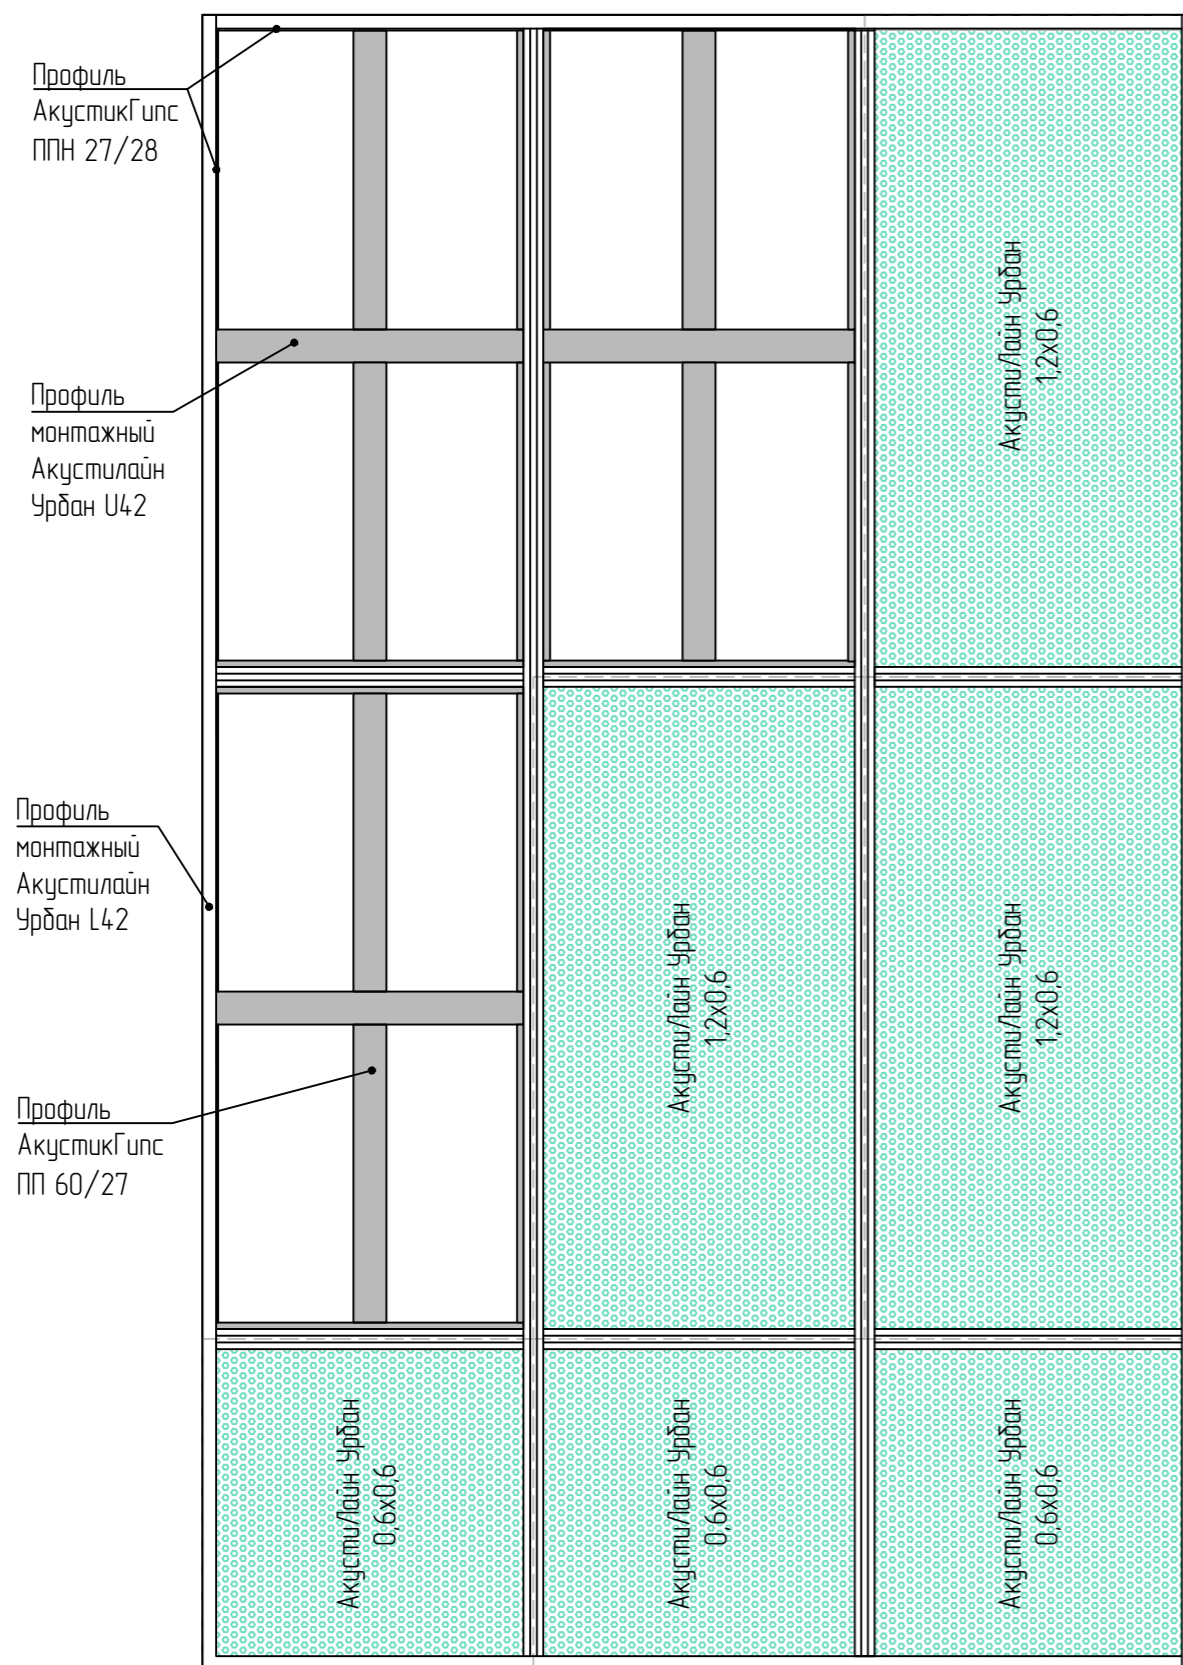 Профиль
АкустикГипс
ППН 27/28
АкустиЛайн Урбан
1,2х0,6
Профиль
монтажный
Акустилайн
Урбан U42
Профиль
монтажный
Акустилайн
Урбан L42
АкустиЛайн Урбан
1,2х0,6
АкустиЛайн Урбан
1,2х0,6
Профиль
АкустикГипс
ПП 60/27
АкустиЛайн Урбан
0,6х0,6
АкустиЛайн Урбан
0,6х0,6
АкустиЛайн Урбан
0,6х0,6